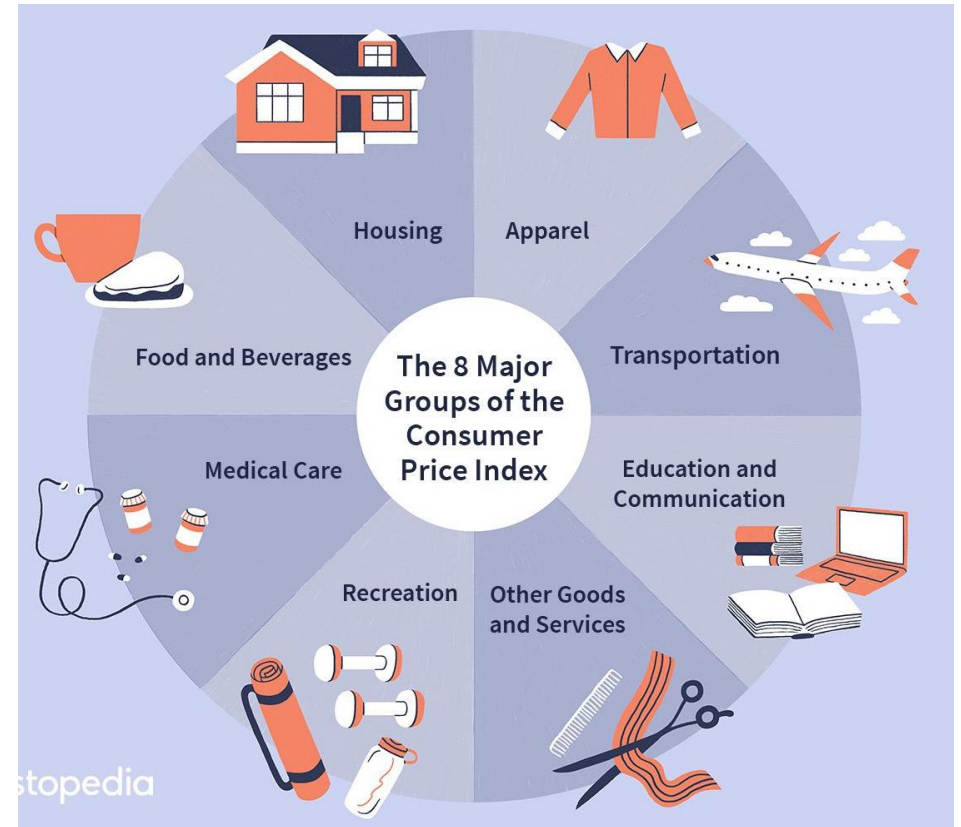 Housing
Apparel
Food and Beverages
Transportation
The 8 Major
Groups of the
Consumer
Price Index
Medical Care
Education and
Communication
Recreation
Other Goods
and Services
stopedia